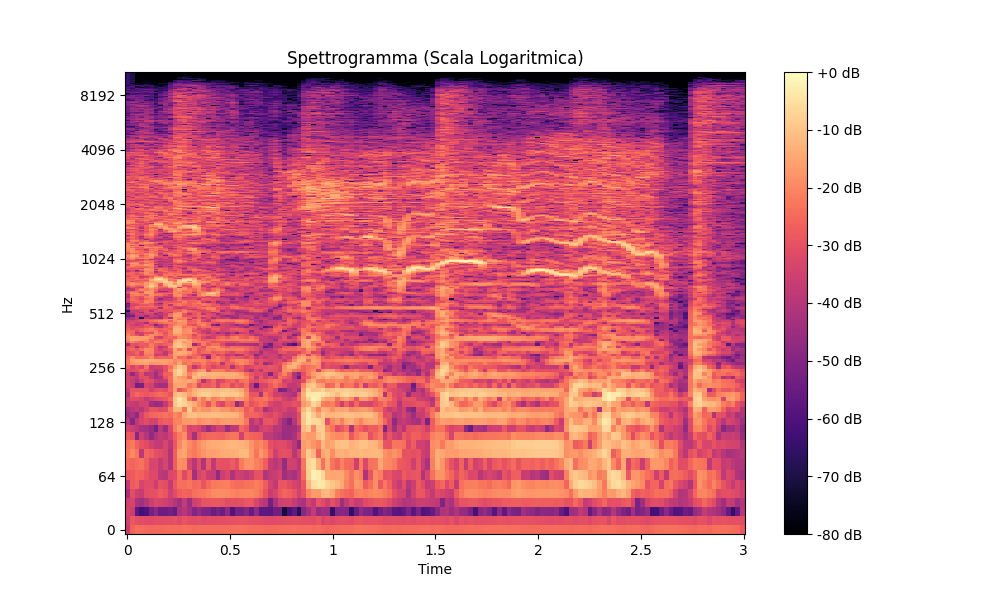 Spettrogramma (Scala Logaritmica)
Hz
8192
4096
2048
1024
512
256
128
64
0
0 0.5 1 1.5 2 2.5 3
Time
+0 dB
-10 dB
-20 dB
-30 dB
-40 dB
-50 dB
-60 dB
-70 dB
-80 dB